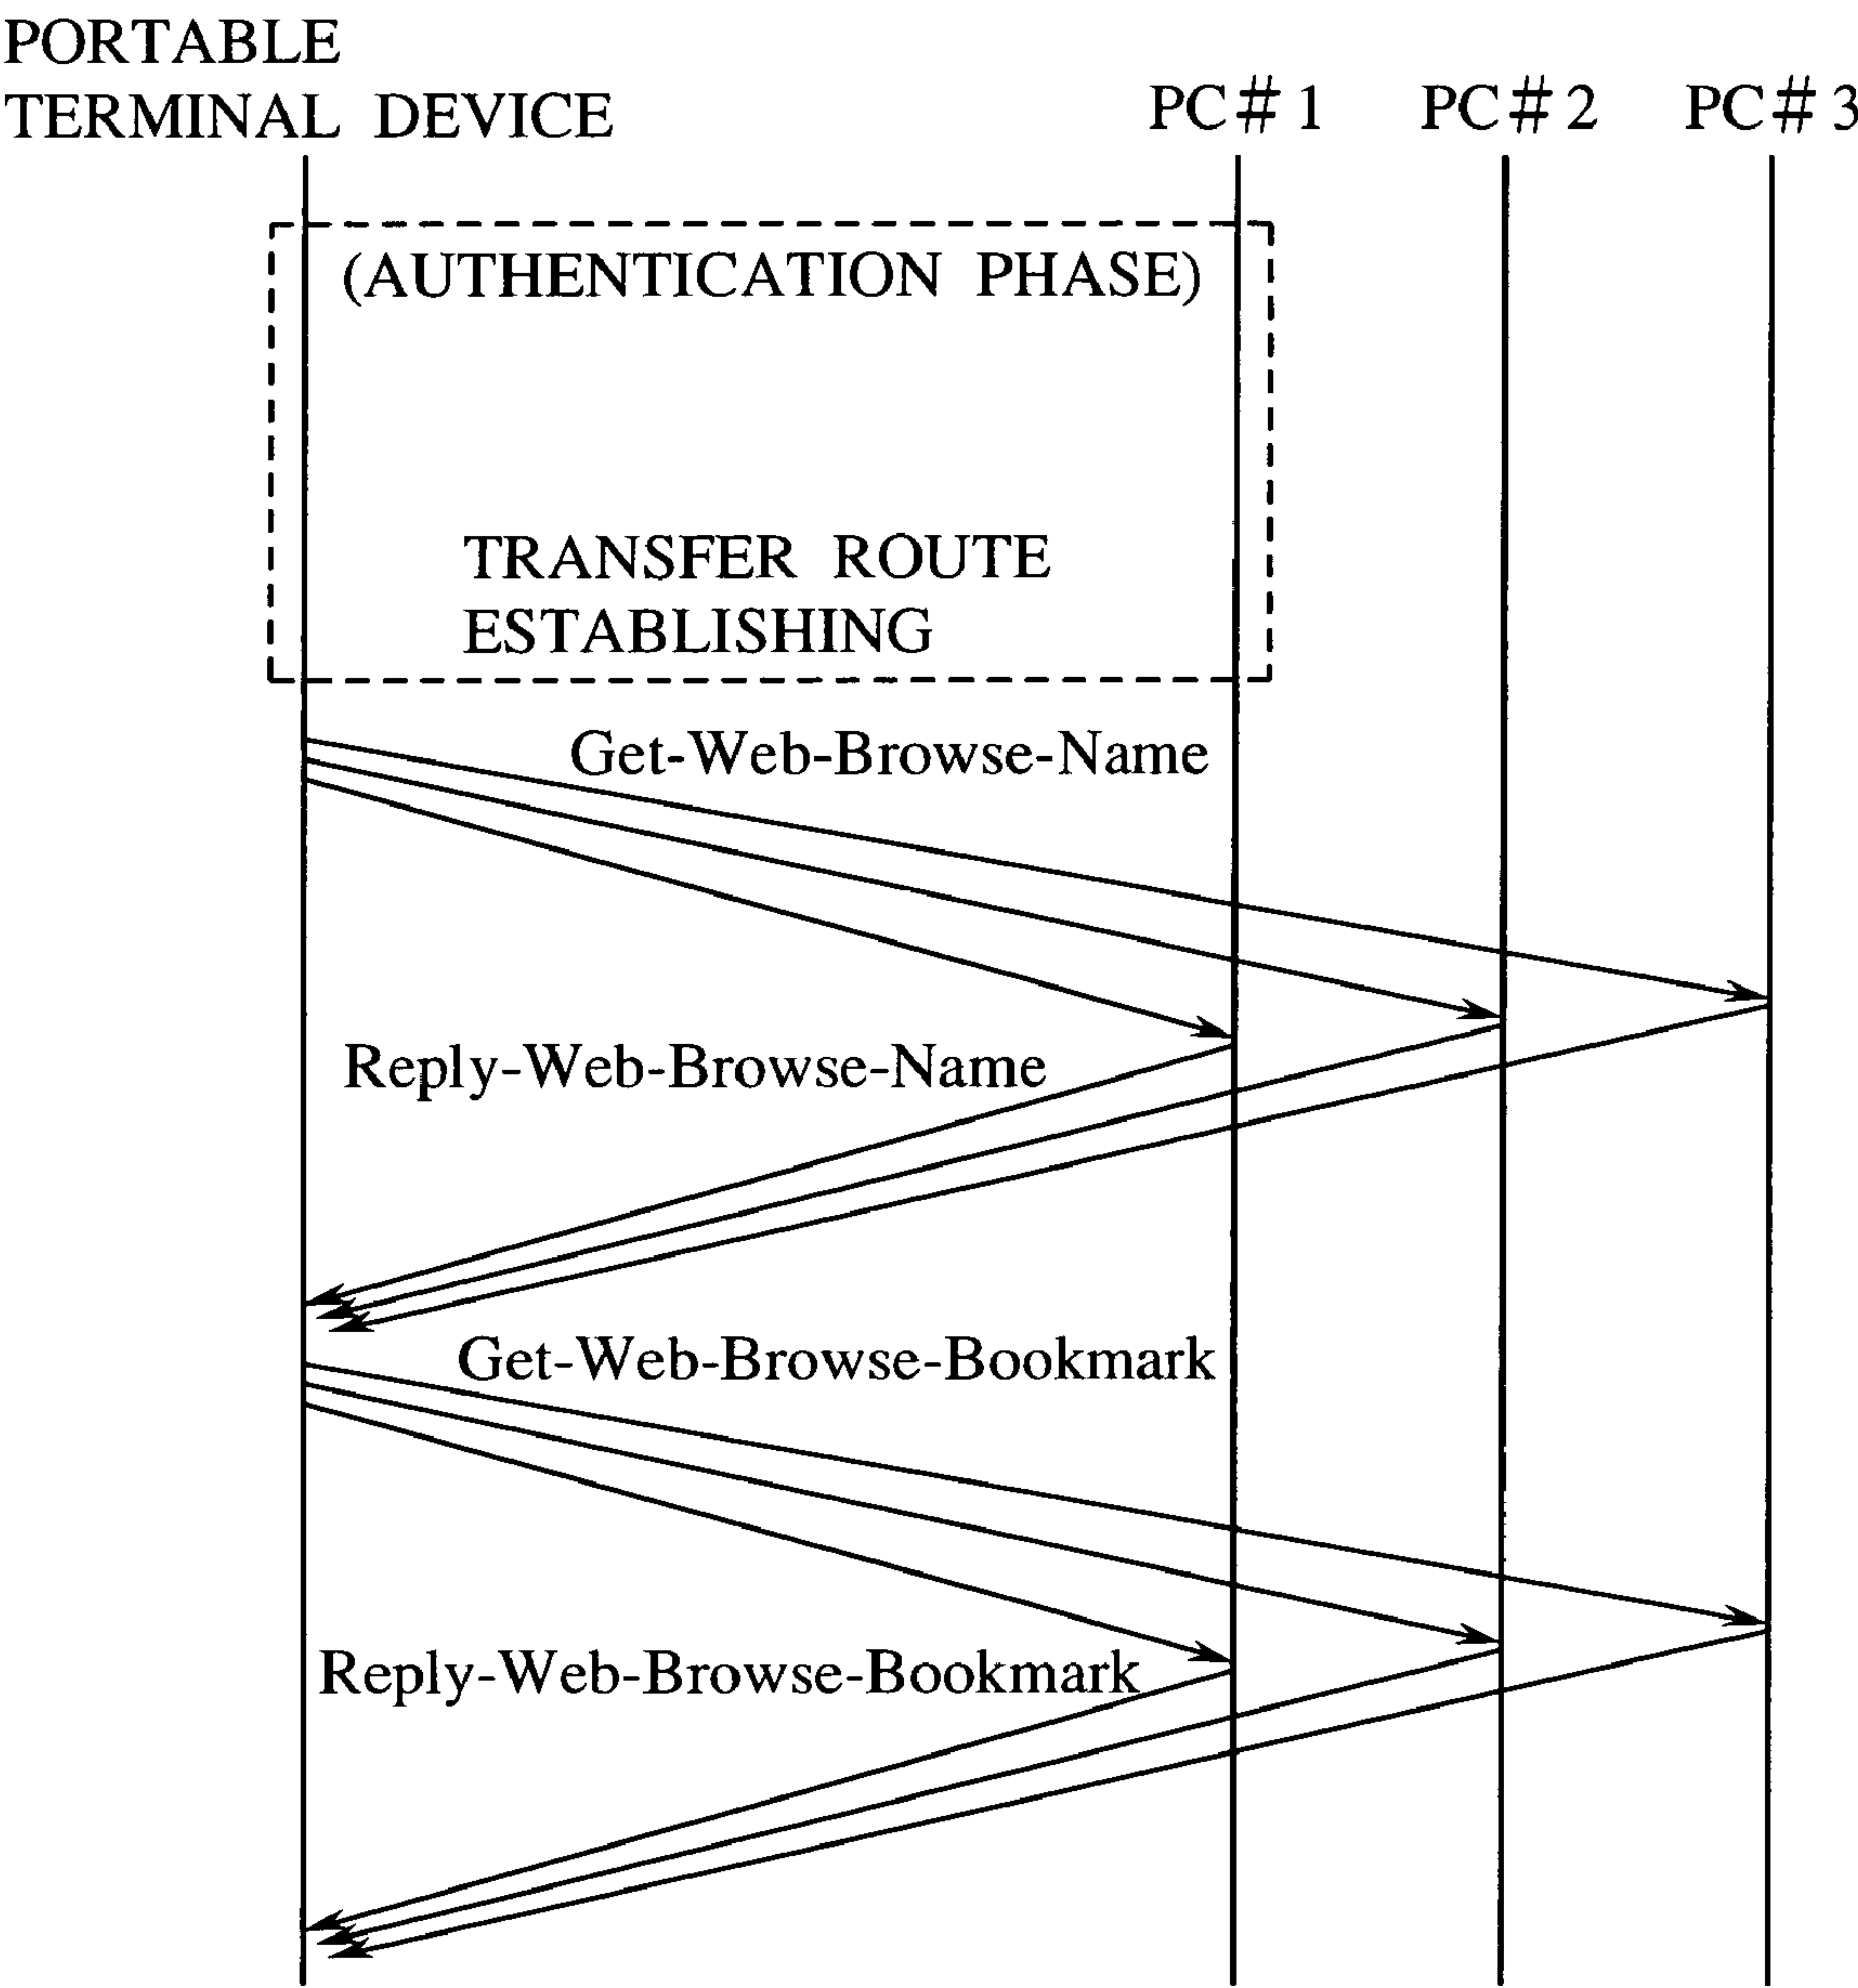 PORTABLE
TERMINAL DEVICE
PC#1
PC#2
PC#3
(AUTHENTICATION PHASE)
TRANSFER ROUTE
ESTABLISHING
Get-Web-Browse-Name
Reply-Web-Browse-Name
Get-Web-Browse-Bookmark
Reply-Web-Browse-Bookmark